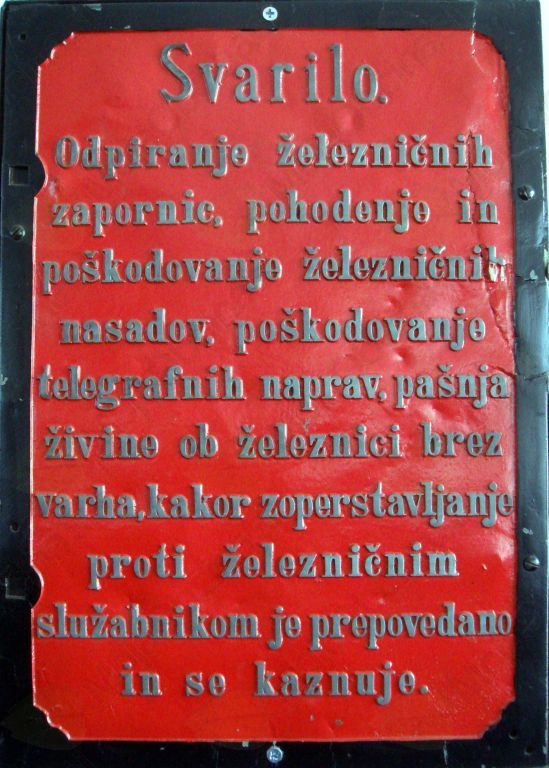 Svarilo.
Odpiranje železničnih
zapornic, pohodenje in
poškodovanje železničnih
nasadov, poškodovanje
telegrafnih naprav, pašnja
živine ob železnici brez
varha, kakor zoperstavljanje
proti železničnim
služabnikom je prepovedano
in se kaznuje.